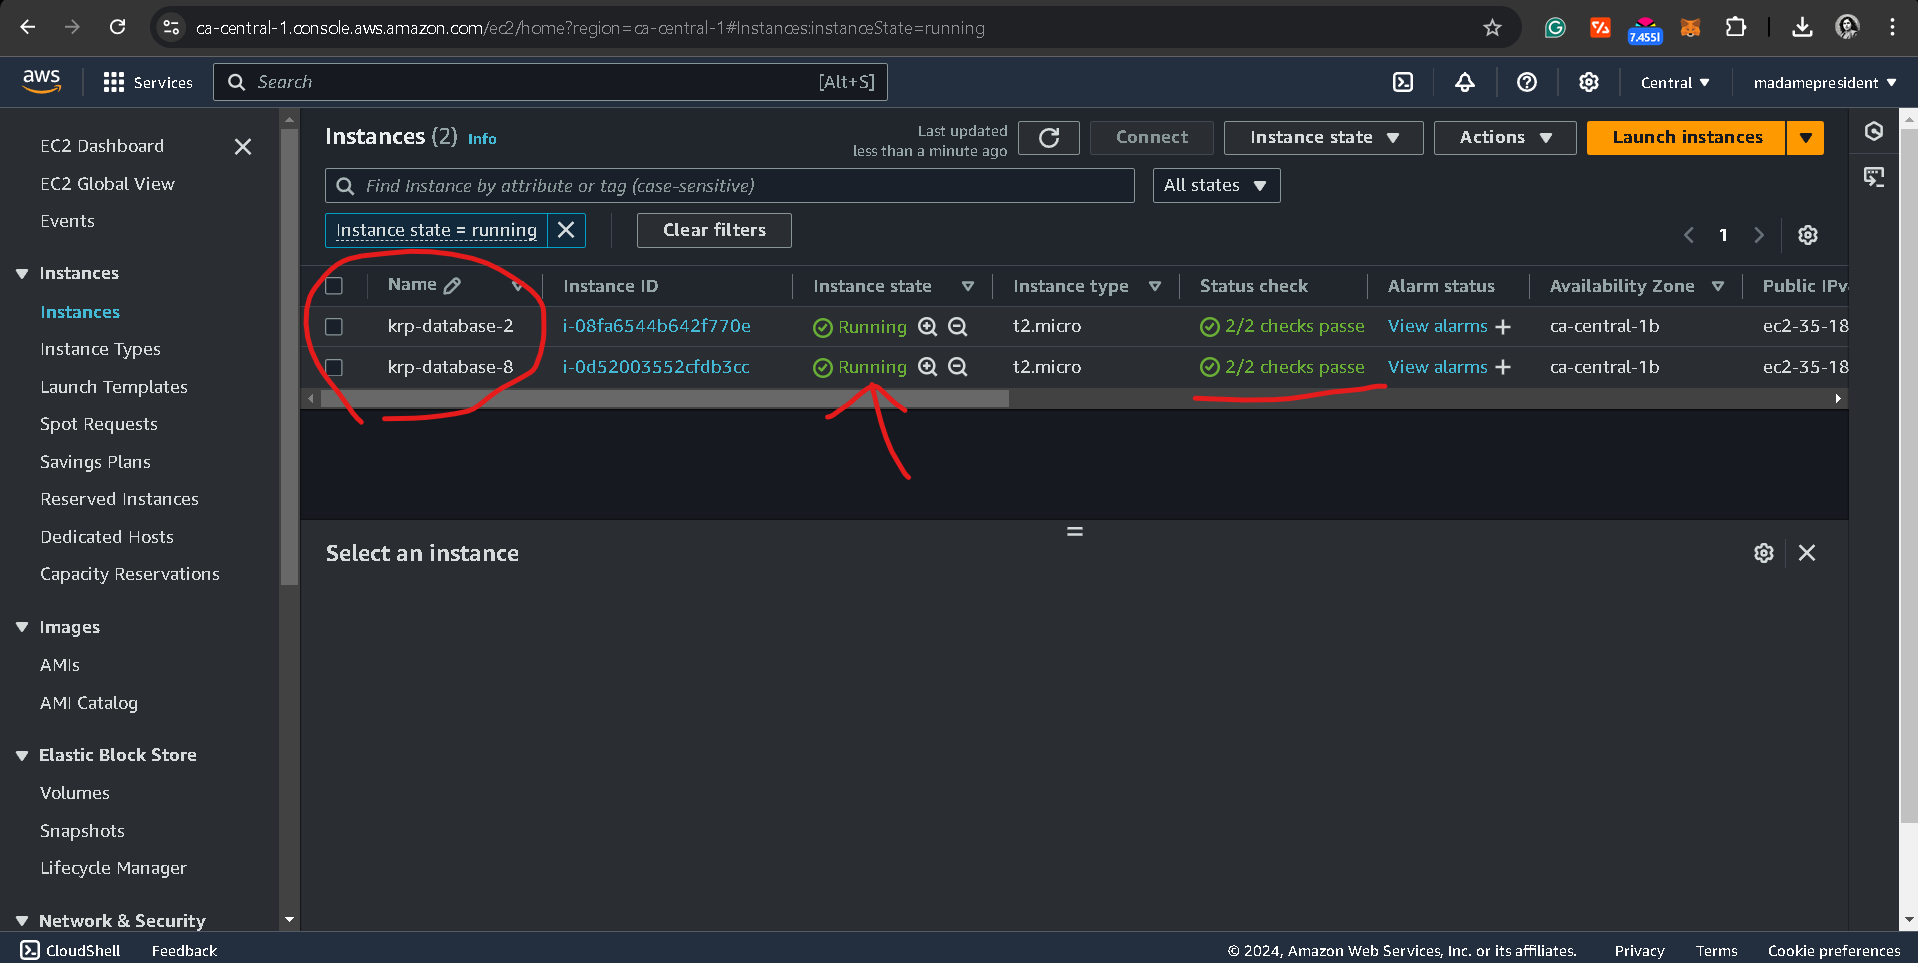 ca-central-1.console.aws.amazon.com/ec2/home?region=ca-central-1#Instances:instanceState=running
7.455l
aws
Services
Search
[Alt+S]
Central
madamepresident
EC2 Dashboard
EC2 Global View
Events
Instances
Instances
Instance Types
Launch Templates
Spot Requests
Savings Plans
Reserved Instances
Dedicated Hosts
Capacity Reservations
Images
AMIs
AMI Catalog
Elastic Block Store
Volumes
Snapshots
Lifecycle Manager
Network & Security
Instances (2) Info
Last updated
less than a minute ago
Connect
Instance state
Actions
Launch instances
Find Instance by attribute or tag (case-sensitive)
All states
Instance state = running
Clear filters
1
Name Instance ID Instance state Instance type Status check Alarm status Availability Zone Public IPv
krp-database-2 i-08fa6544b642f770e Running t2.micro 2/2 checks passe View alarms + ca-central-1b ec2-35-18
krp-database-8 i-0d52003552cfdb3cc Running t2.micro 2/2 checks passe View alarms + ca-central-1b ec2-35-18
Select an instance
CloudShell
Feedback
© 2024, Amazon Web Services, Inc. or its affiliates.
Privacy
Terms
Cookie preferences